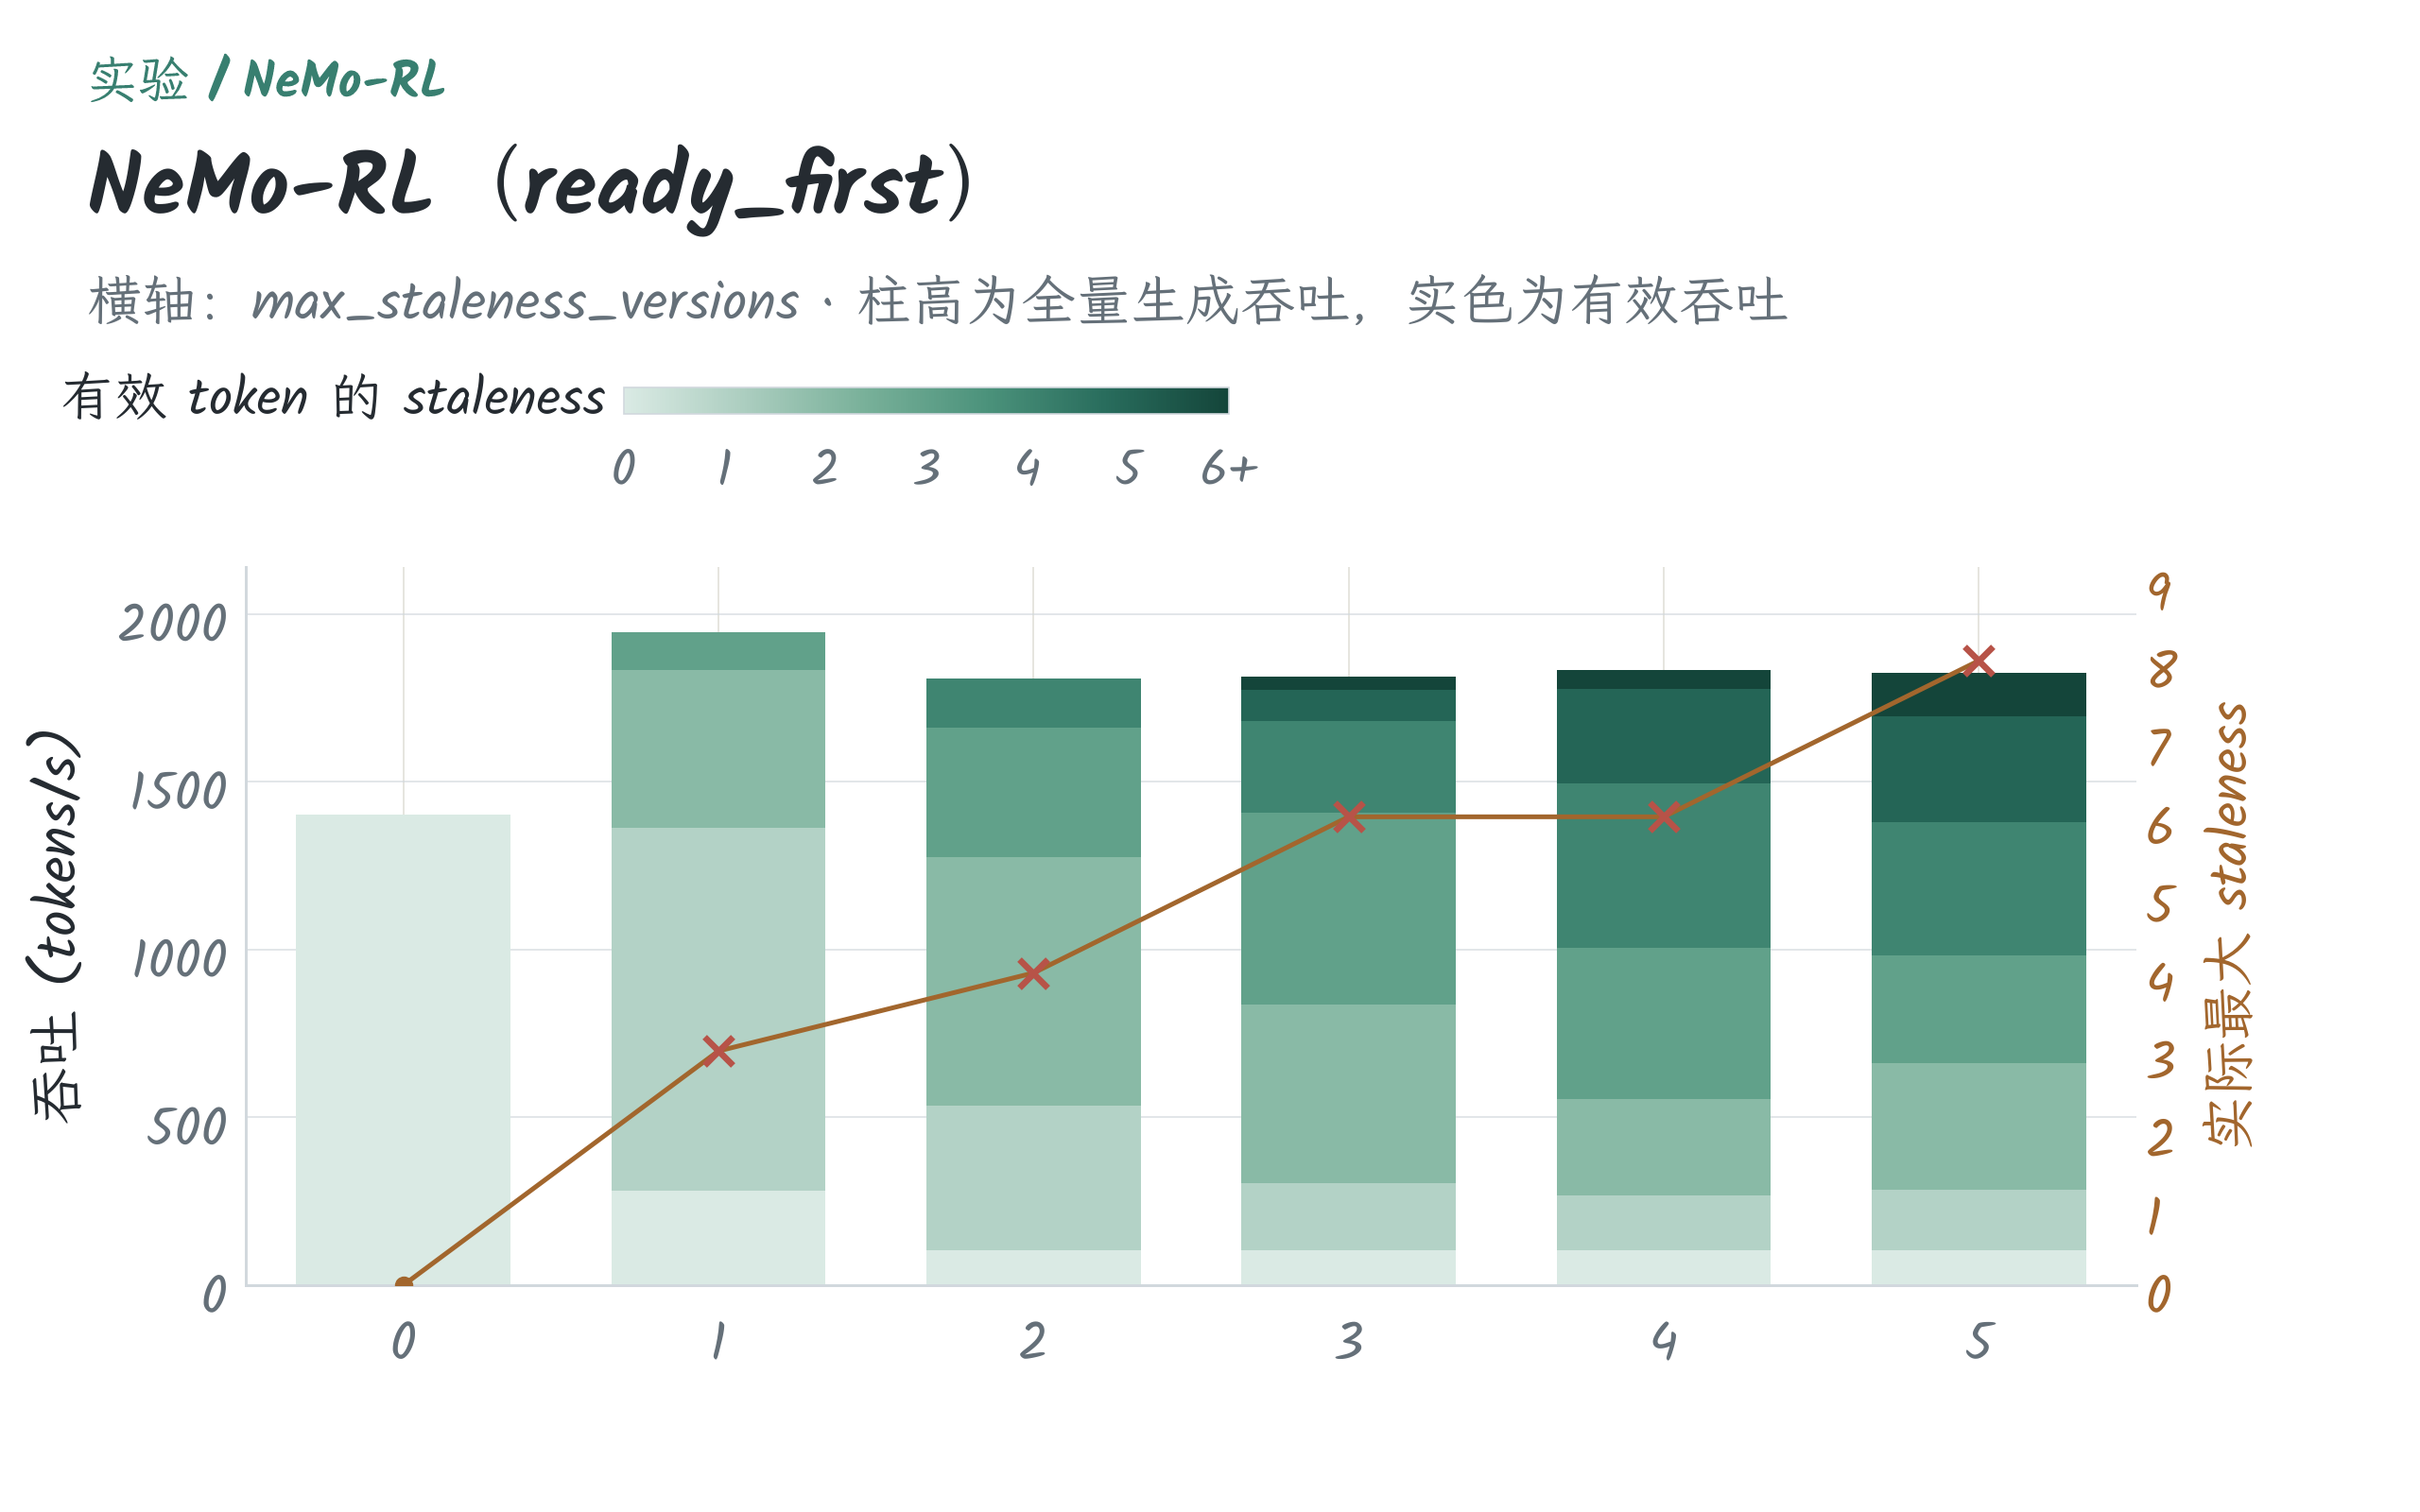 实验 / NeMo-RL
NeMo-RL（ready_first）
横轴：max_staleness_versions · 柱高为全量生成吞吐，实色为有效吞吐
有效 token 的 staleness
0 1 2 3 4 5 6+
吞吐 (tokens/s)
2000
1500
1000
500
0
0 1 2 3 4 5
9
8
7
6
5
4
3
2
1
0
实际最大 staleness